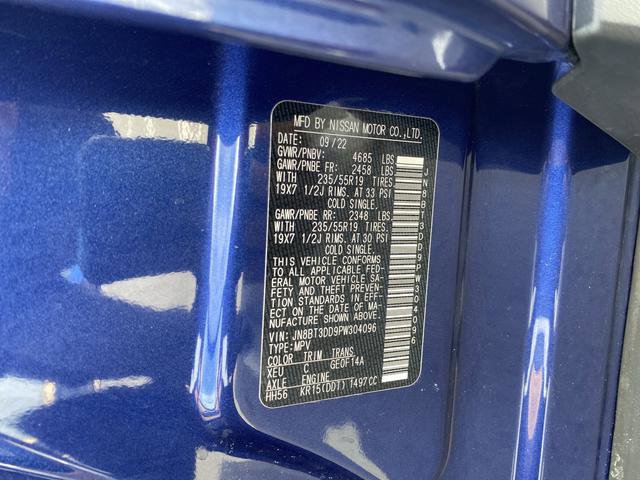 MFD BY NISSAN MOTOR CO.,LTD.
DATE: 09/22
GVWR/PNBV: 4685 LBS
GAWR/PNBE FR: 2458 LBS
WITH 235/55R19 TIRES
19X7 1/2J RIMS. AT 33 PSI
COLD SINGLE.
GAWR/PNBE RR: 2348 LBS
WITH 235/55R19 TIRES
19X7 1/2J RIMS. AT 30 PSI
COLD SINGLE.
THIS VEHICLE CONFORMS
TO ALL APPLICABLE FED-
ERAL MOTOR VEHICLE SA-
FETY AND THEFT PREVEN-
TION STANDARDS IN EFF-
ECT ON THE DATE OF MA-
NUFACTURE SHOWN ABOVE.
VIN: JN8BT3DD9PW304096
TYPE: MPV
COLOR TRIM TRANS
XEU C GE0F14A
AXLE ENGINE
HH56 KR15(DDT) 1497CC
JN8BT3DD9PW304096